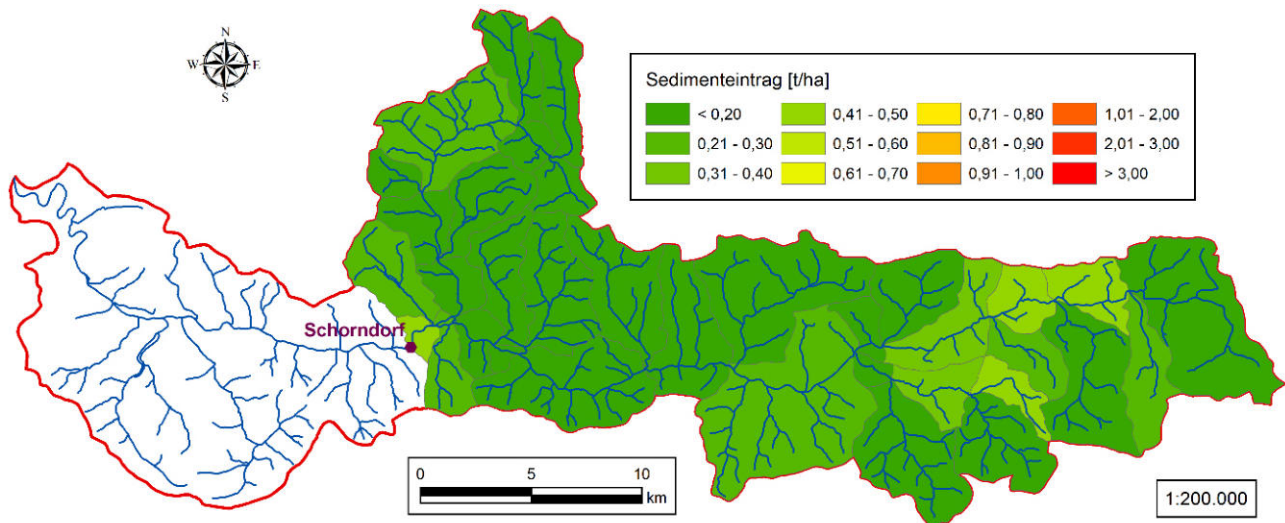 N
W E
S
Sedimenteintrag [t/ha]
< 0,20 0,41 - 0,50 0,71 - 0,80 1,01 - 2,00
0,21 - 0,30 0,51 - 0,60 0,81 - 0,90 2,01 - 3,00
0,31 - 0,40 0,61 - 0,70 0,91 - 1,00 > 3,00
Schorndorf
0 5 10
km
1:200.000